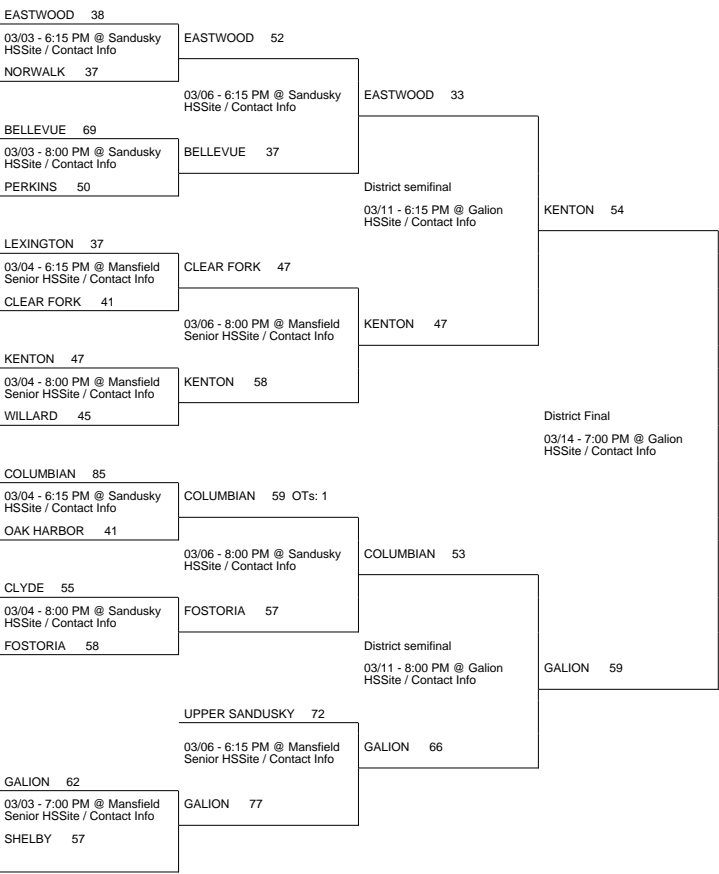 EASTWOOD 38
03/03 - 6:15 PM @ Sandusky
HSSite / Contact Info
NORWALK 37
EASTWOOD 52
03/06 - 6:15 PM @ Sandusky
HSSite / Contact Info
BELLEVUE 69
03/03 - 8:00 PM @ Sandusky
HSSite / Contact Info
PERKINS 50
BELLEVUE 37
EASTWOOD 33
District semifinal
03/11 - 6:15 PM @ Galion
HSSite / Contact Info
LEXINGTON 37
03/04 - 6:15 PM @ Mansfield
Senior HSSite / Contact Info
CLEAR FORK 41
CLEAR FORK 47
03/06 - 8:00 PM @ Mansfield
Senior HSSite / Contact Info
KENTON 47
03/04 - 8:00 PM @ Mansfield
Senior HSSite / Contact Info
WILLARD 45
KENTON 58
KENTON 47
KENTON 54
District Final
03/14 - 7:00 PM @ Galion
HSSite / Contact Info
COLUMBIAN 85
03/04 - 6:15 PM @ Sandusky
HSSite / Contact Info
OAK HARBOR 41
COLUMBIAN 59 OTs: 1
03/06 - 8:00 PM @ Sandusky
HSSite / Contact Info
CLYDE 55
03/04 - 8:00 PM @ Sandusky
HSSite / Contact Info
FOSTORIA 58
FOSTORIA 57
COLUMBIAN 53
District semifinal
03/11 - 8:00 PM @ Galion
HSSite / Contact Info
GALION 59
UPPER SANDUSKY 72
03/06 - 6:15 PM @ Mansfield
Senior HSSite / Contact Info
GALION 66
GALION 62
03/03 - 7:00 PM @ Mansfield
Senior HSSite / Contact Info
SHELBY 57
GALION 77